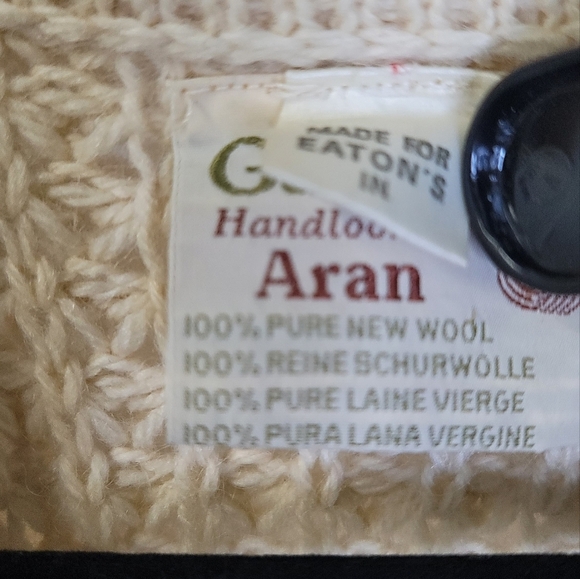 MADE FOR
EATON'S
IN
G
Handloo
Aran
100% PURE NEW WOOL
100% REINE SCHURWOLLE
100% PURE LAINE VIERGE
100% PURA LANA VERGINE